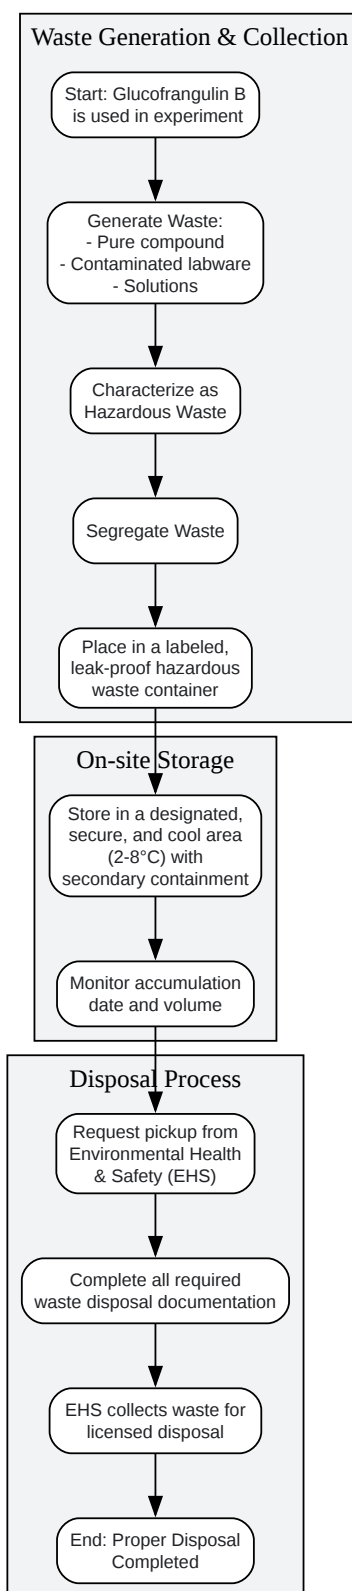 Waste Generation & Collection
Start: Glucofrangulin B
is used in experiment
Generate Waste:
- Pure compound
- Contaminated labware
- Solutions
Characterize as
Hazardous Waste
Segregate Waste
Place in a labeled,
leak-proof hazardous
waste container
On-site Storage
Store in a designated,
secure, and cool area
(2-8°C) with
secondary containment
Monitor accumulation
date and volume
Disposal Process
Request pickup from
Environmental Health
& Safety (EHS)
Complete all required
waste disposal documentation
EHS collects waste for
licensed disposal
End: Proper Disposal
Completed